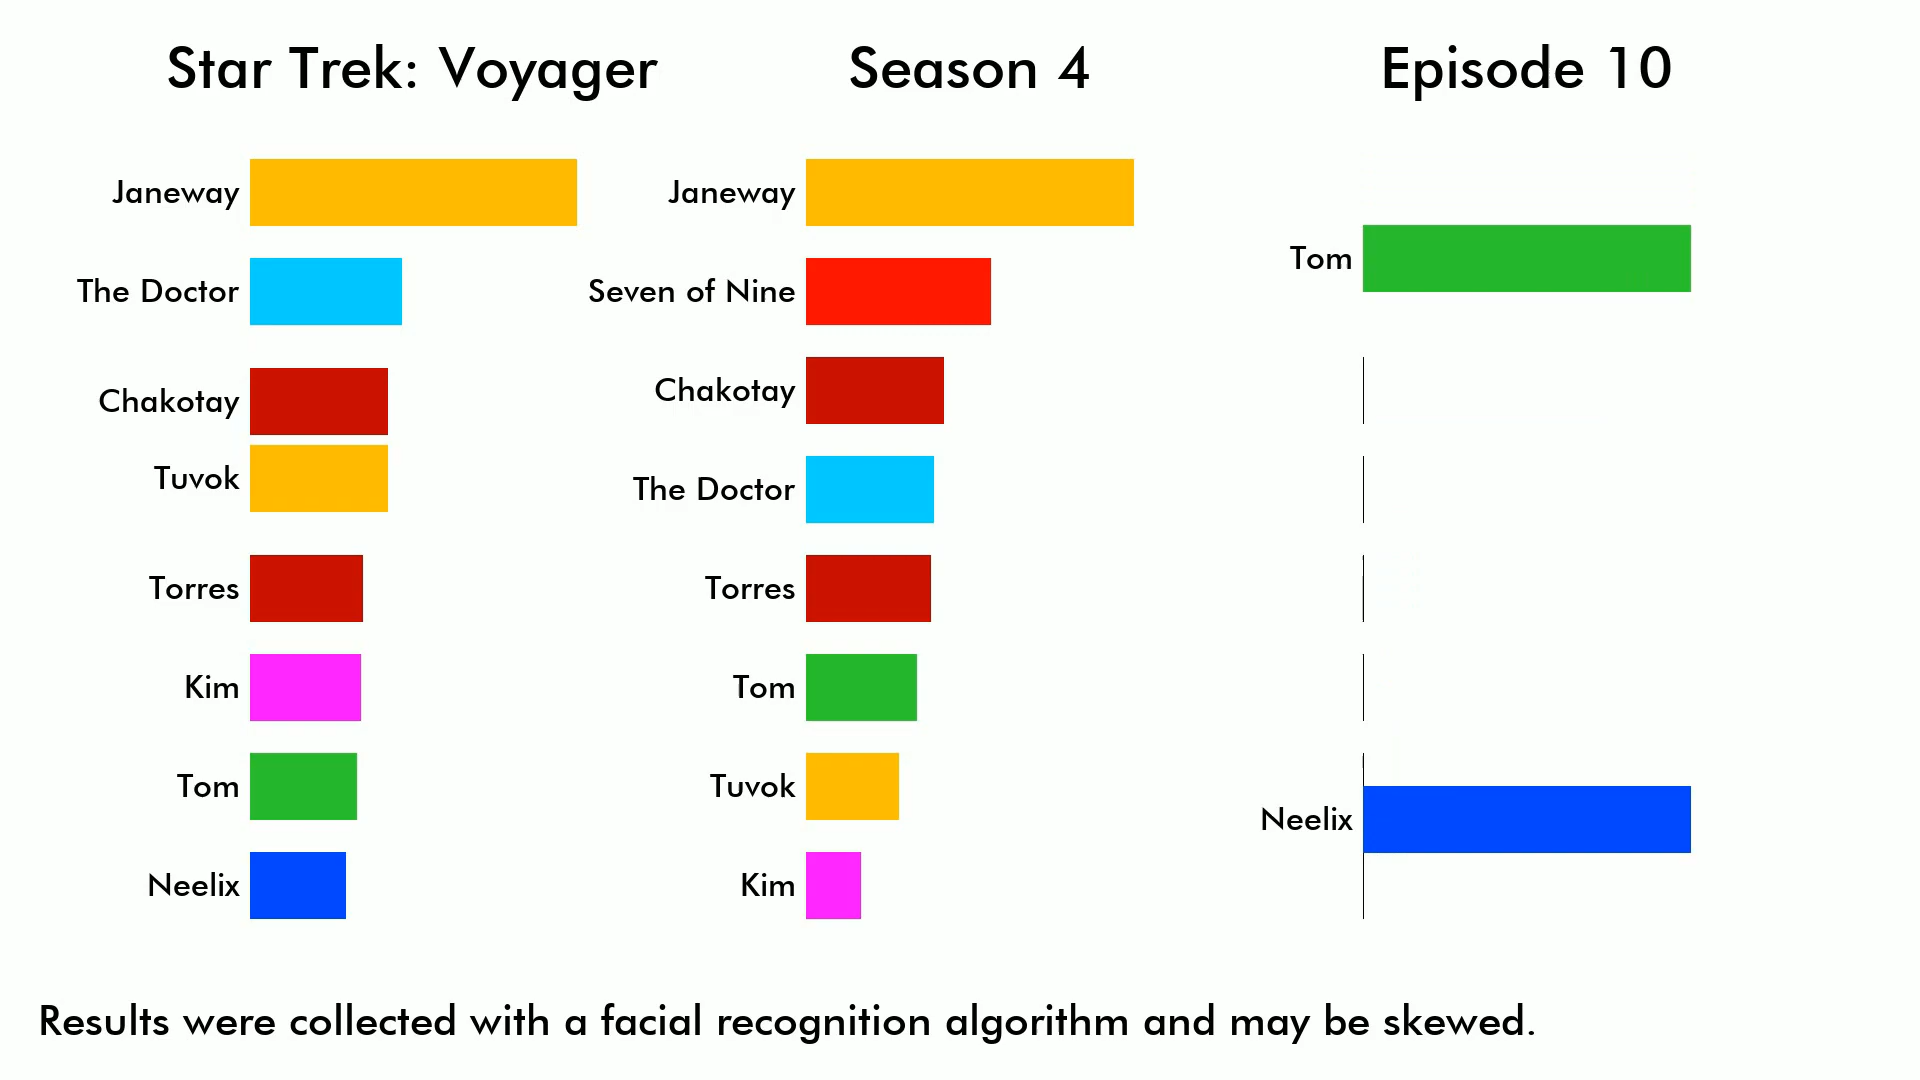 Star Trek: Voyager
Season 4
Episode 10
Janeway
The Doctor
Chakotay
Tuvok
Torres
Kim
Tom
Neelix
Janeway
Seven of Nine
Chakotay
The Doctor
Torres
Tom
Tuvok
Kim
Tom
Neelix
Results were collected with a facial recognition algorithm and may be skewed.